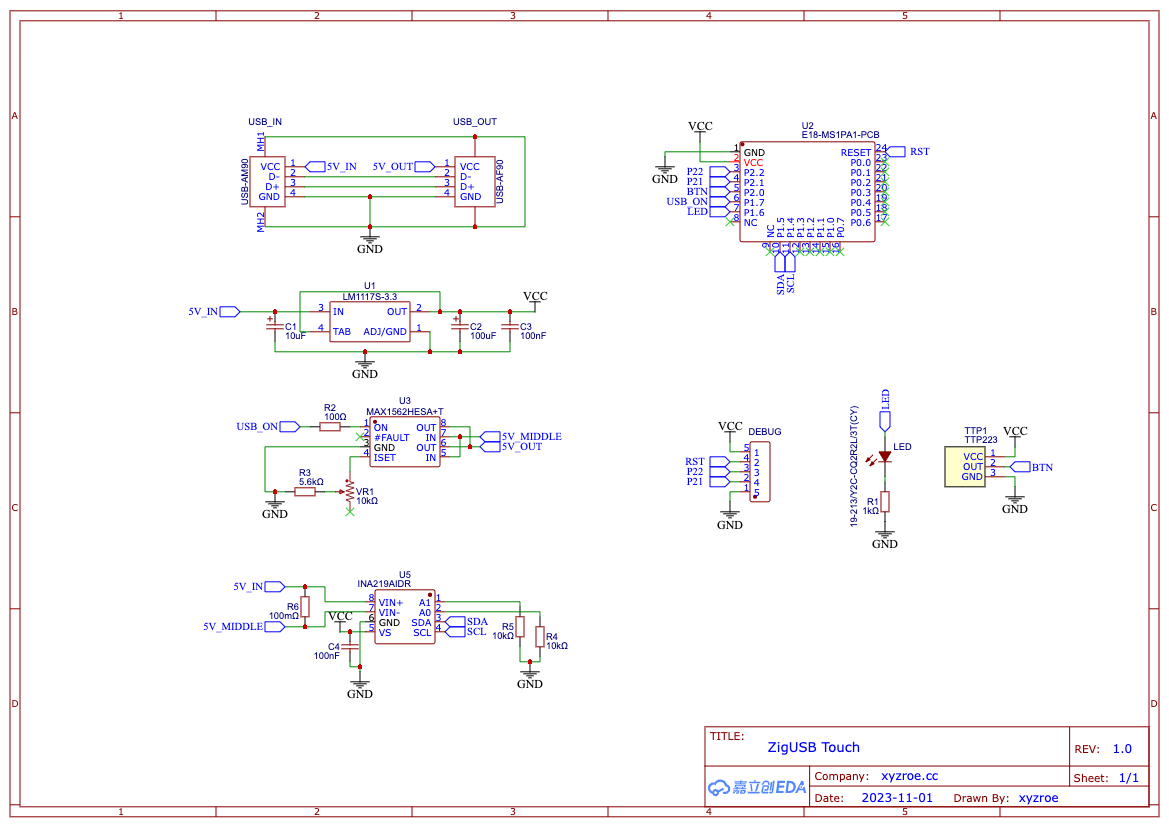 1 2 3 4 5
A A
B B
C C
D D
1 2 3 4 5
USB_IN
MH1
USB-AM90
VCC 1 5V_IN
D- 2
D+ 3
GND 4
MH2
USB_OUT
5V_OUT 1 VCC
2 D-
3 D+
4 GND
USB-AF90
GND
U1
LM1117S-3.3
5V_IN
3 IN OUT 2
4 TAB ADJ/GND 1
C1
10uF
C2
100uF
C3
100nF
VCC
GND
U3
MAX1562HESA+T
R2
100Ω
USB_ON
1 ON OUT 8
2 #FAULT IN 7
3 GND OUT 6
4 ISET IN 5
5V_MIDDLE
5V_OUT
R3
5.6kΩ
VR1
10kΩ
GND
U5
INA219AIDR
5V_IN
R6
100mΩ
5V_MIDDLE
VCC
8 VIN+ A1 1
7 VIN- A0 2
6 GND SDA 3 SDA
5 VS SCL 4 SCL
C4
100nF
GND
R5
10kΩ
R4
10kΩ
GND
U2
E18-MS1PA1-PCB
VCC
GND
1 GND RESET 24 RST
2 VCC P0.0 23
P22 3 P2.2 P0.1 22
P21 4 P2.1 P0.2 21
BTN 5 P2.0 P0.3 20
USB_ON 6 P1.7 P0.4 19
LED 7 P1.6 P0.5 18
8 NC P0.6 17
NC P1.5 P1.4 P1.3 P1.2 P1.1 P1.0 P0.7
9 10 11 12 13 14 15 16
SDA
SCL
VCC
DEBUG
5 1
RST 4 2
P22 3 3
P21 2 4
1 5
GND
LED
19-213/Y2C-CQ2R2L/3T(CY)
LED
R1
1kΩ
GND
TTP1
TTP223
VCC
VCC 1
OUT 2 BTN
GND 3
GND
TITLE:
ZigUSB Touch
REV: 1.0
嘉立创EDA
Company: xyzroe.cc
Sheet: 1/1
Date: 2023-11-01 Drawn By: xyzroe